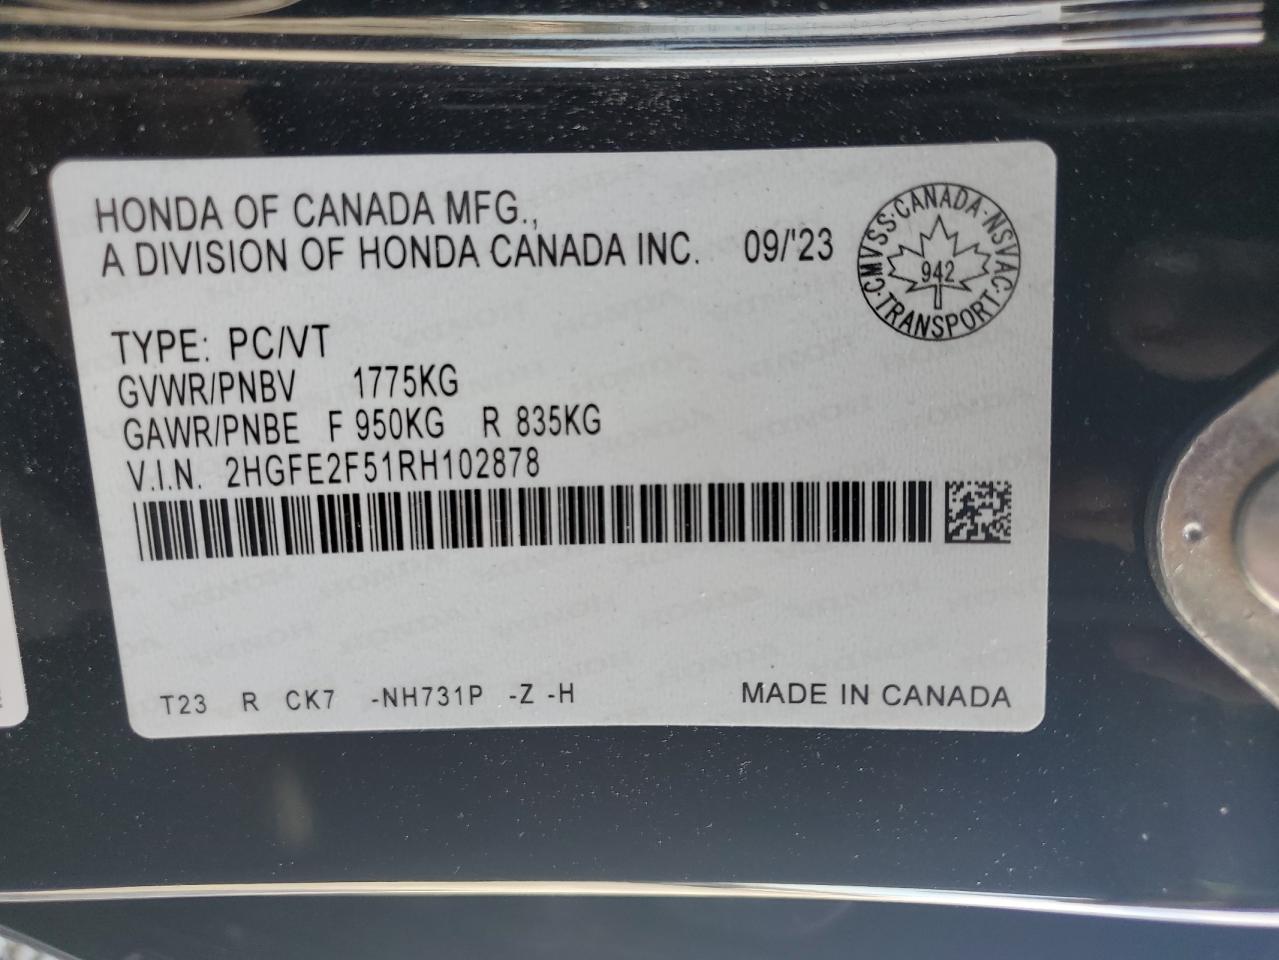 HONDA OF CANADA MFG.,
A DIVISION OF HONDA CANADA INC. 09/'23
CMVSS·CANADA·NSVAC·TRANSPORT·
942
TYPE: PC/VT
GVWR/PNBV 1775KG
GAWR/PNBE F 950KG R 835KG
V.I.N. 2HGFE2F51RH102878
T23 R CK7 -NH731P -Z -H MADE IN CANADA